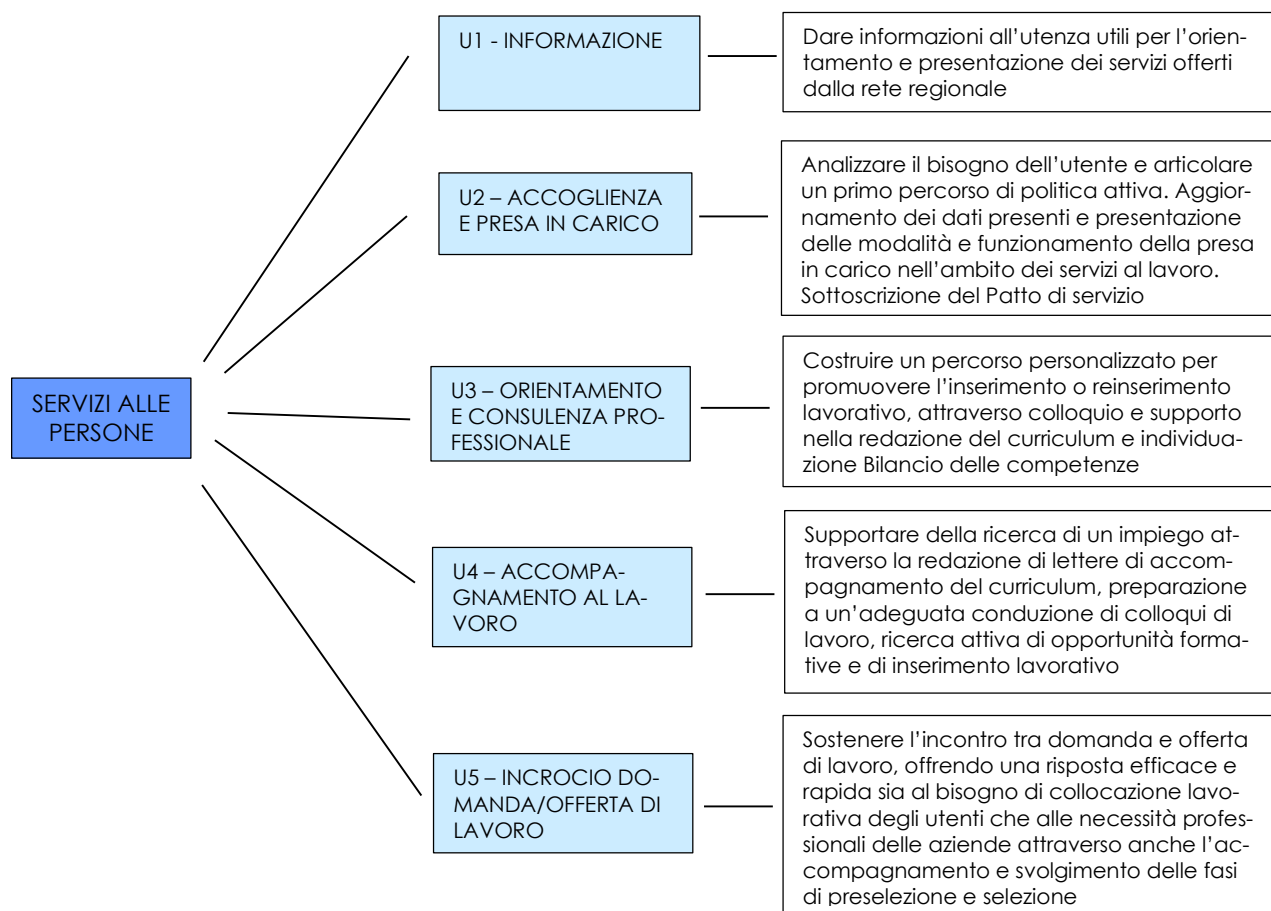 U1 - INFORMAZIONE
Dare informazioni all’utenza utili per l’orien-
tamento e presentazione dei servizi offerti
dalla rete regionale
U2 – ACCOGLIENZA
E PRESA IN CARICO
Analizzare il bisogno dell’utente e articolare
un primo percorso di politica attiva. Aggior-
namento dei dati presenti e presentazione
delle modalità e funzionamento della presa
in carico nell’ambito dei servizi al lavoro.
Sottoscrizione del Patto di servizio
SERVIZI ALLE
PERSONE
U3 – ORIENTAMENTO
E CONSULENZA PRO-
FESSIONALE
Costruire un percorso personalizzato per
promuovere l’inserimento o reinserimento
lavorativo, attraverso colloquio e supporto
nella redazione del curriculum e individua-
zione Bilancio delle competenze
U4 – ACCOMPA-
GNAMENTO AL LA-
VORO
Supportare della ricerca di un impiego at-
traverso la redazione di lettere di accom-
pagnamento del curriculum, preparazione
a un’adeguata conduzione di colloqui di
lavoro, ricerca attiva di opportunità forma-
tive e di inserimento lavorativo
U5 – INCROCIO DO-
MANDA/OFFERTA DI
LAVORO
Sostenere l’incontro tra domanda e offerta
di lavoro, offrendo una risposta efficace e
rapida sia al bisogno di collocazione lavo-
rativa degli utenti che alle necessità profes-
sionali delle aziende attraverso anche l’ac-
compagnamento e svolgimento delle fasi
di preselezione e selezione